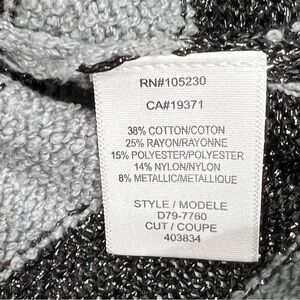 RN#105230
CA#19371
38% COTTON/COTON
25% RAYON/RAYONNE
15% POLYESTER/POLYESTER
14% NYLON/NYLON
8% METALLIC/METALLIQUE
STYLE / MODELE
D79-7760
CUT / COUPE
403834